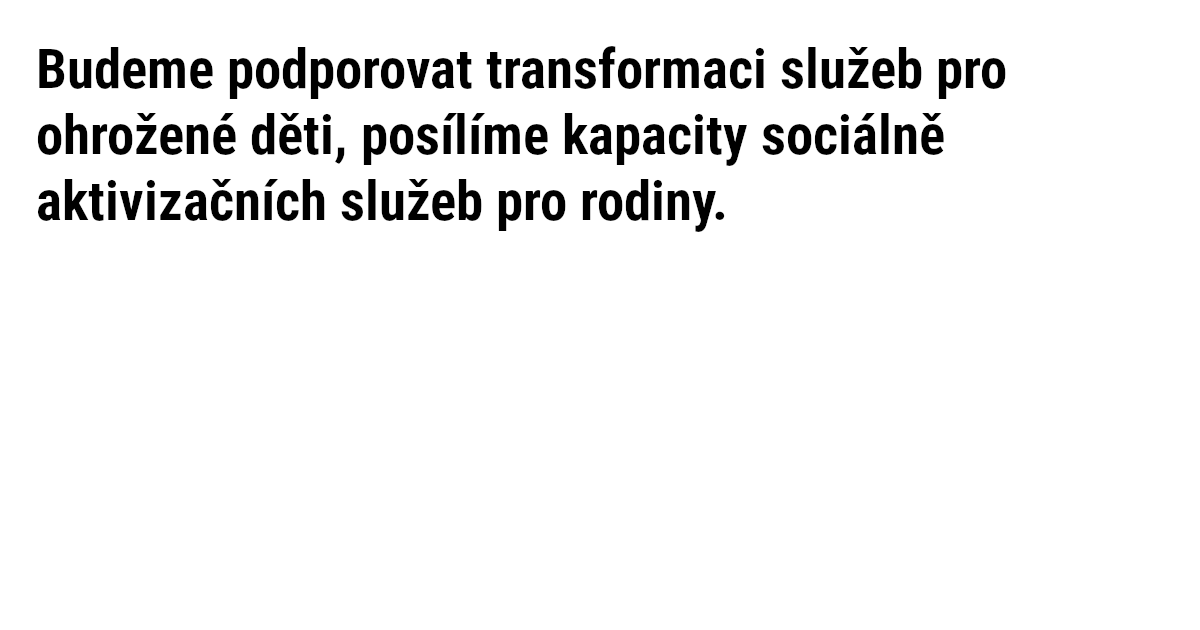 Budeme podporovat transformaci služeb pro
ohrožené děti, posílíme kapacity sociálně
aktivizačních služeb pro rodiny.